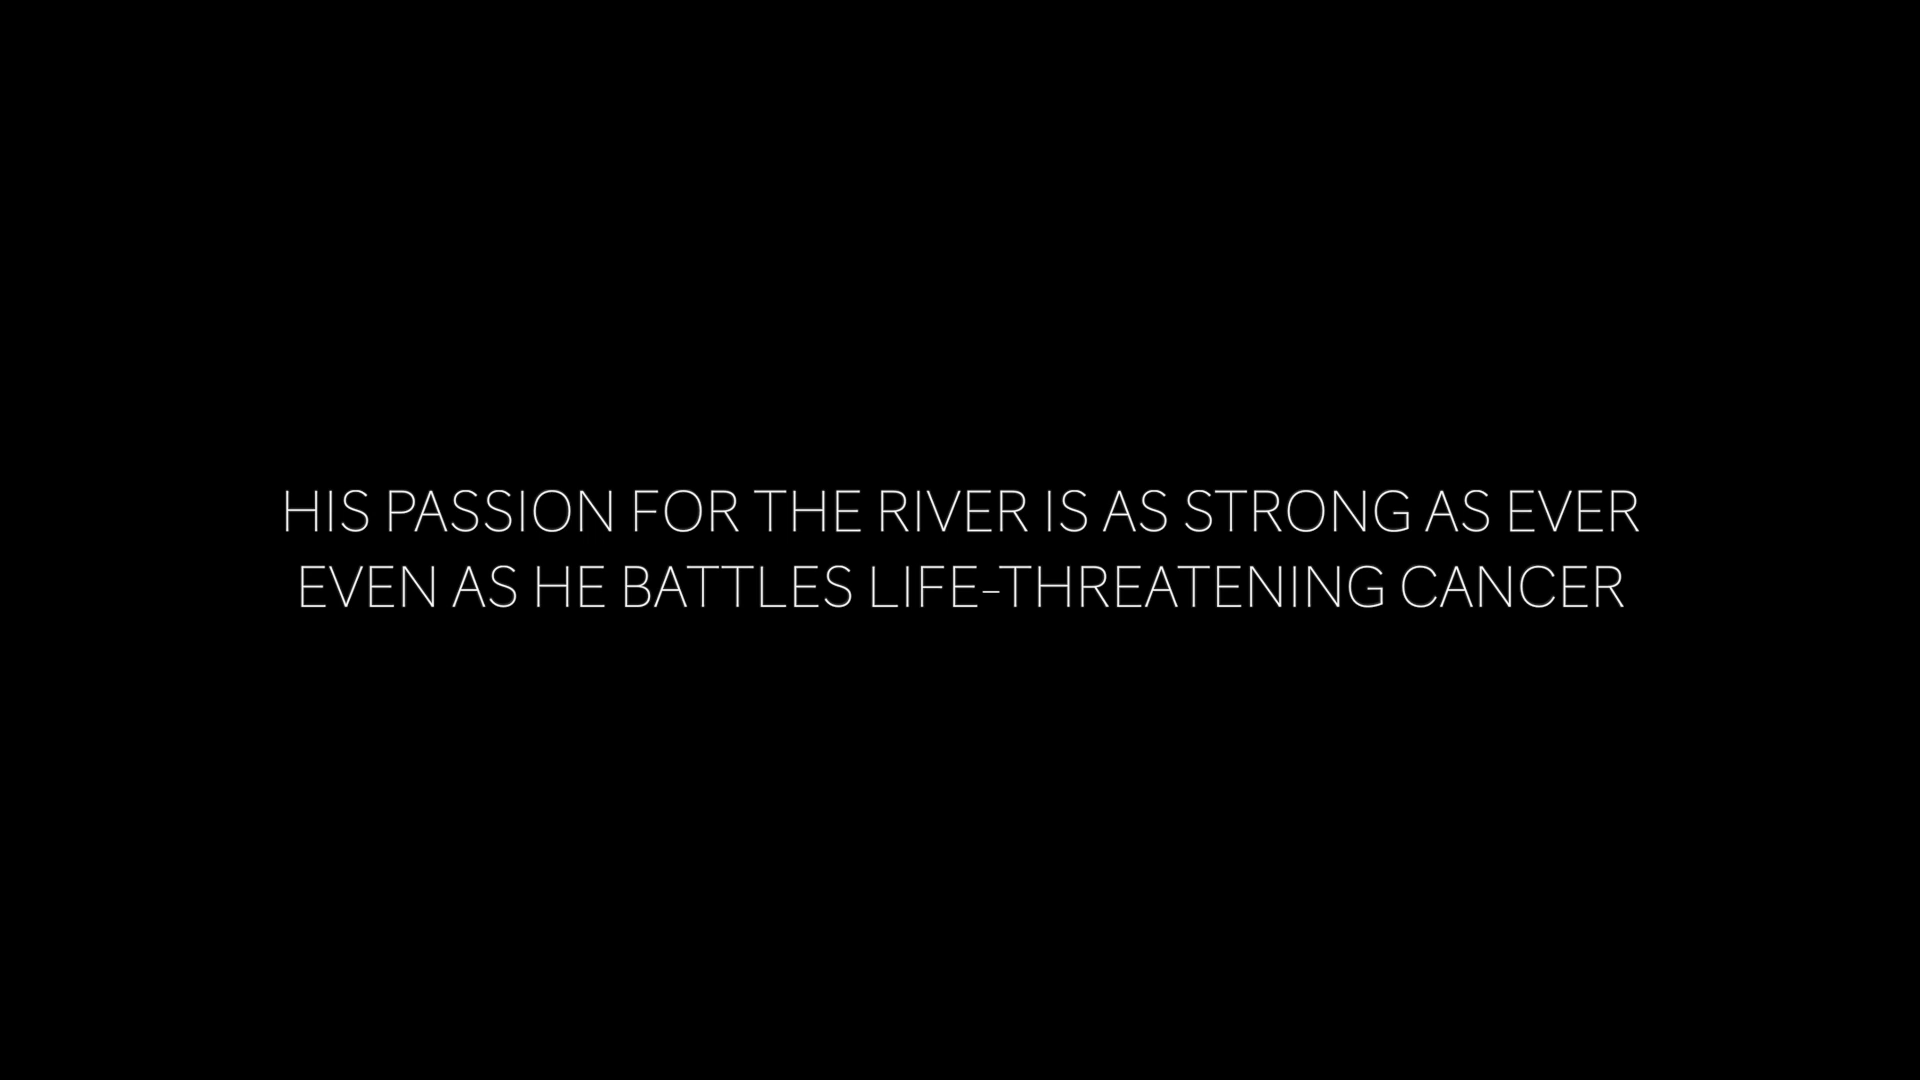 HIS PASSION FOR THE RIVER IS AS STRONG AS EVER
EVEN AS HE BATTLES LIFE-THREATENING CANCER